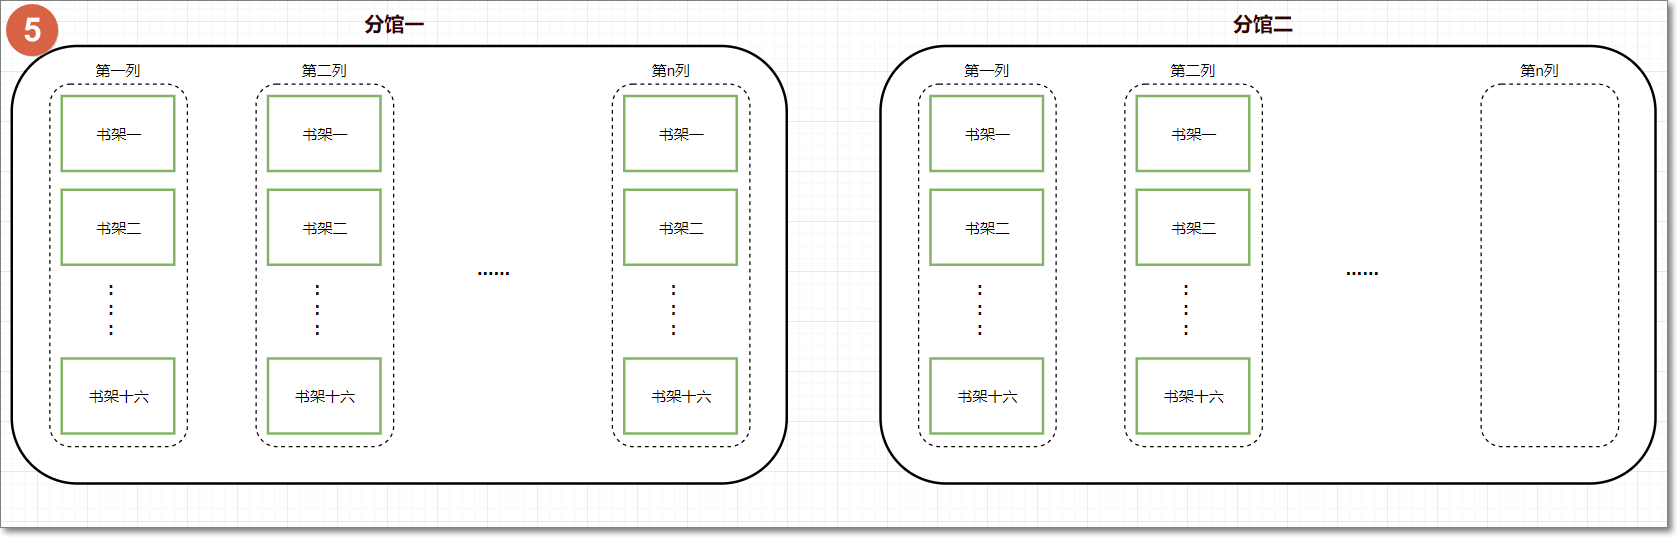 5
分馆一
第一列
第二列
第n列
书架一
书架一
书架一
书架二
书架二
书架二
......
书架十六
书架十六
书架十六
分馆二
第一列
第二列
第n列
书架一
书架一
书架二
书架二
......
书架十六
书架十六